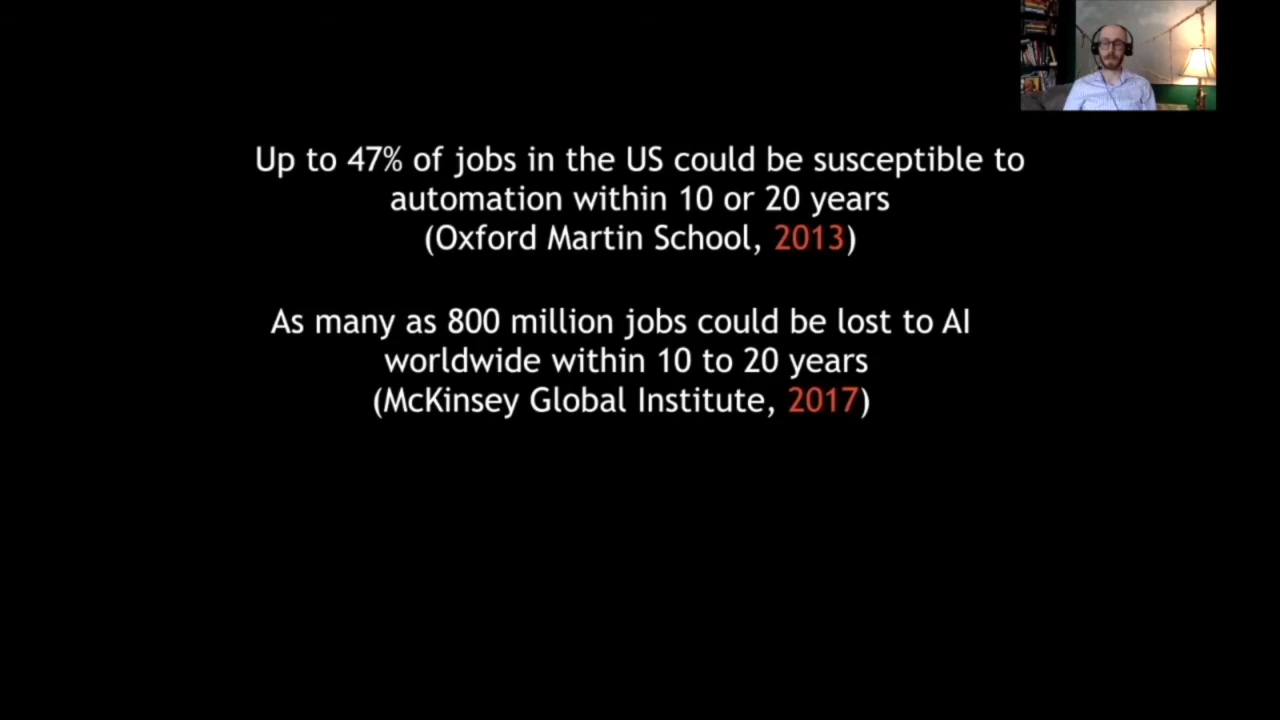 Up to 47% of jobs in the US could be susceptible to
automation within 10 or 20 years
(Oxford Martin School, 2013)
As many as 800 million jobs could be lost to AI
worldwide within 10 to 20 years
(McKinsey Global Institute, 2017)